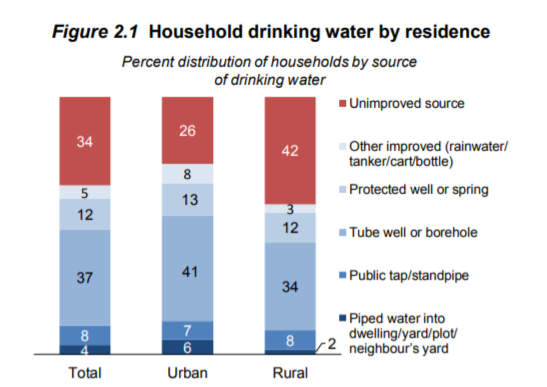 Figure 2.1 Household drinking water by residence
Percent distribution of households by source
of drinking water
34
5
12
37
8
4
26
8
13
41
7
6
42
3
12
34
8
2
Total
Urban
Rural
Unimproved source
Other improved (rainwater/
tanker/cart/bottle)
Protected well or spring
Tube well or borehole
Public tap/standpipe
Piped water into
dwelling/yard/plot/
neighbour's yard